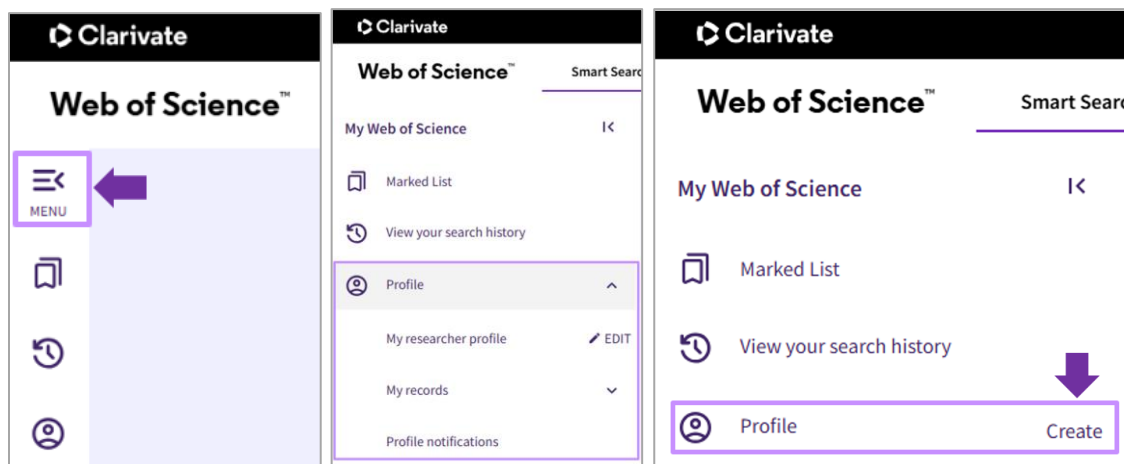 Clarivate
Web of Science™
MENU
Clarivate
Web of Science™ Smart Searc
My Web of Science
Marked List
View your search history
Profile
My researcher profile EDIT
My records
Profile notifications
Clarivate
Web of Science™ Smart Sear
My Web of Science
Marked List
View your search history
Profile Create